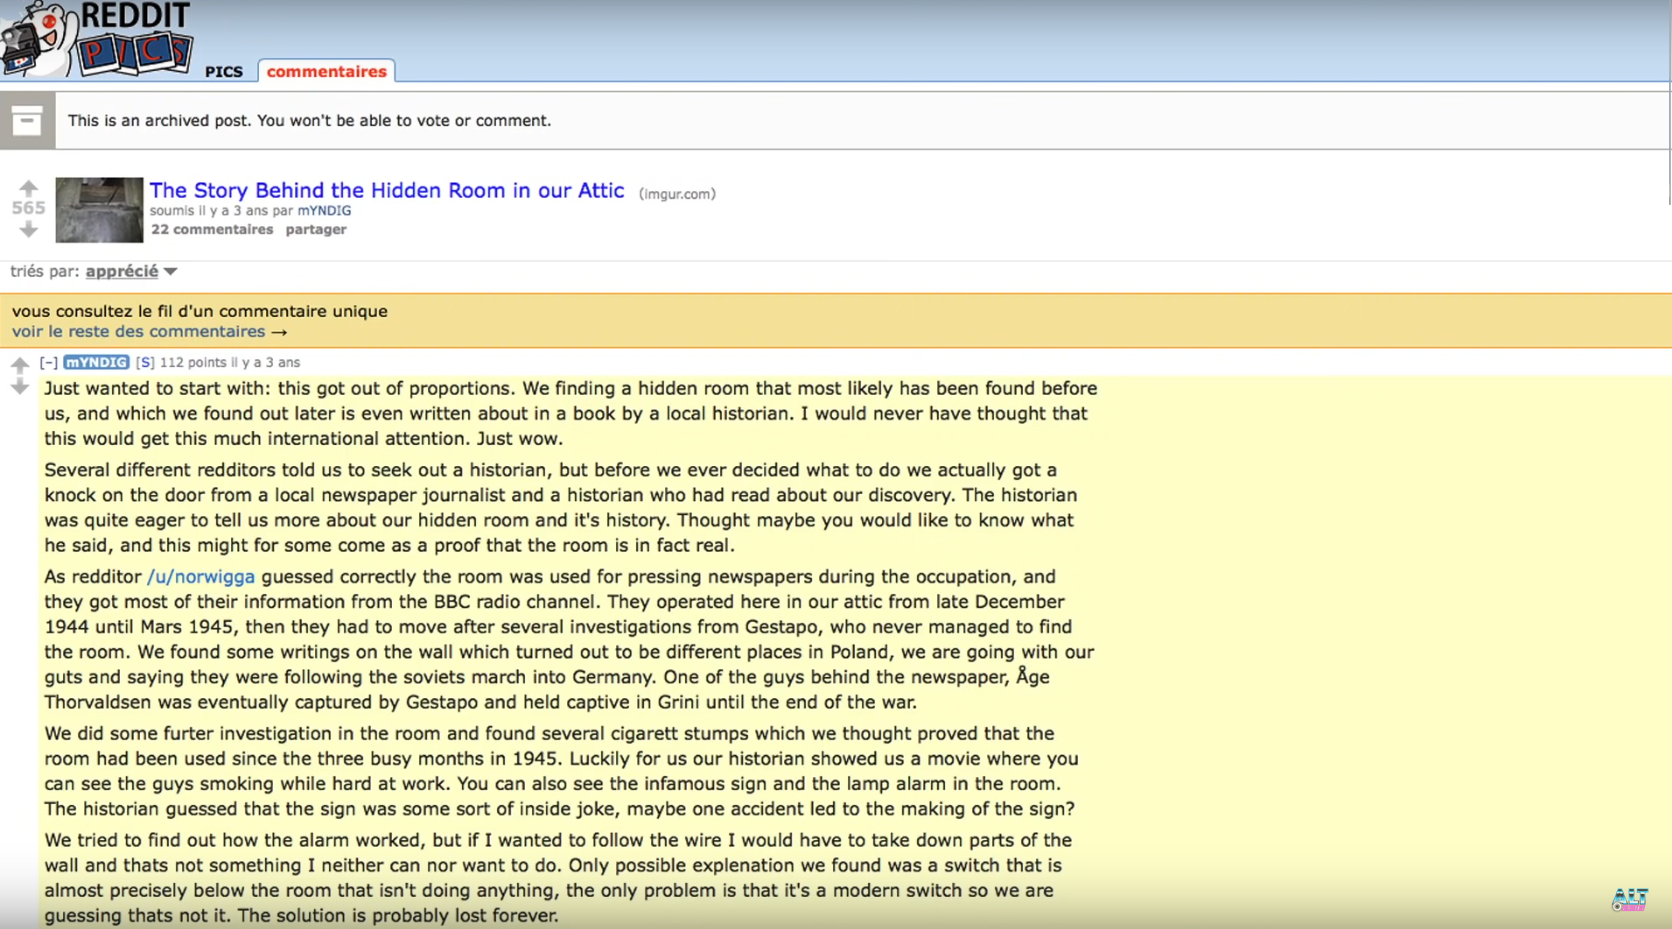 REDDIT
PICS
PICS
commentaires
This is an archived post. You won't be able to vote or comment.
565
The Story Behind the Hidden Room in our Attic (imgur.com)
soumis il y a 3 ans par mYNDIG
22 commentaires partager
triés par: apprécié
vous consultez le fil d'un commentaire unique
voir le reste des commentaires →
[–] mYNDIG [S] 112 points il y a 3 ans
Just wanted to start with: this got out of proportions. We finding a hidden room that most likely has been found before
us, and which we found out later is even written about in a book by a local historian. I would never have thought that
this would get this much international attention. Just wow.
Several different redditors told us to seek out a historian, but before we ever decided what to do we actually got a
knock on the door from a local newspaper journalist and a historian who had read about our discovery. The historian
was quite eager to tell us more about our hidden room and it's history. Thought maybe you would like to know what
he said, and this might for some come as a proof that the room is in fact real.
As redditor /u/norwigga guessed correctly the room was used for pressing newspapers during the occupation, and
they got most of their information from the BBC radio channel. They operated here in our attic from late December
1944 until Mars 1945, then they had to move after several investigations from Gestapo, who never managed to find
the room. We found some writings on the wall which turned out to be different places in Poland, we are going with our
guts and saying they were following the soviets march into Germany. One of the guys behind the newspaper, Åge
Thorvaldsen was eventually captured by Gestapo and held captive in Grini until the end of the war.
We did some furter investigation in the room and found several cigarett stumps which we thought proved that the
room had been used since the three busy months in 1945. Luckily for us our historian showed us a movie where you
can see the guys smoking while hard at work. You can also see the infamous sign and the lamp alarm in the room.
The historian guessed that the sign was some sort of inside joke, maybe one accident led to the making of the sign?
We tried to find out how the alarm worked, but if I wanted to follow the wire I would have to take down parts of the
wall and thats not something I neither can nor want to do. Only possible explenation we found was a switch that is
almost precisely below the room that isn't doing anything, the only problem is that it's a modern switch so we are
guessing thats not it. The solution is probably lost forever.
ALT